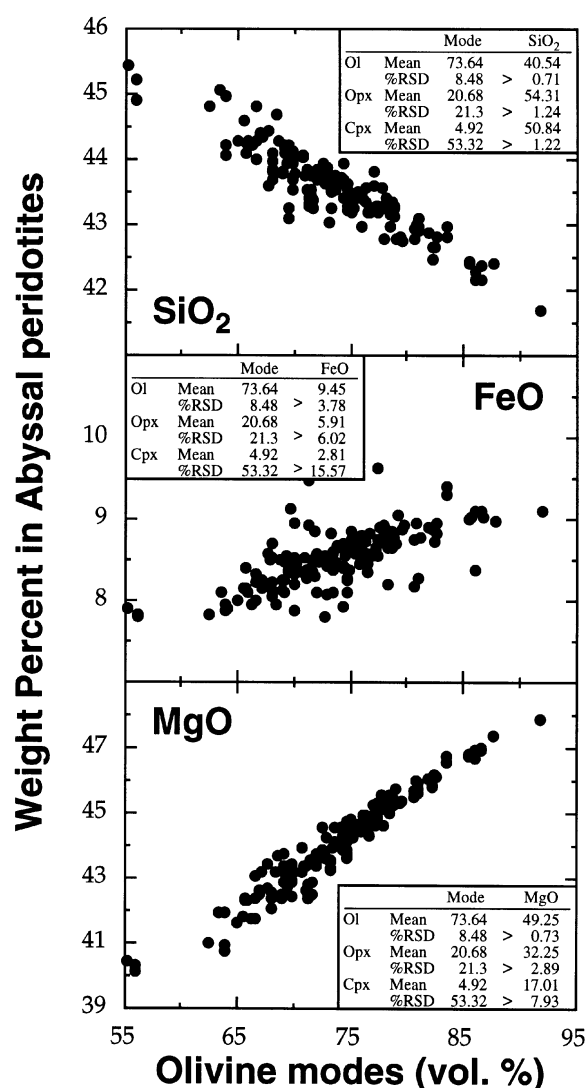 Weight Percent in Abyssal peridotites
46
45
44
43
42
SiO2
Mode SiO2
Ol Mean 73.64 40.54
%RSD 8.48 > 0.71
Opx Mean 20.68 54.31
%RSD 21.3 > 1.24
Cpx Mean 4.92 50.84
%RSD 53.32 > 1.22
Mode FeO
Ol Mean 73.64 9.45
%RSD 8.48 > 3.78
Opx Mean 20.68 5.91
%RSD 21.3 > 6.02
Cpx Mean 4.92 2.81
%RSD 53.32 > 15.57
FeO
10
9
8
MgO
47
45
43
41
39
Mode MgO
Ol Mean 73.64 49.25
%RSD 8.48 > 0.73
Opx Mean 20.68 32.25
%RSD 21.3 > 2.89
Cpx Mean 4.92 17.01
%RSD 53.32 > 7.93
55 65 75 85 95
Olivine modes (vol. %)